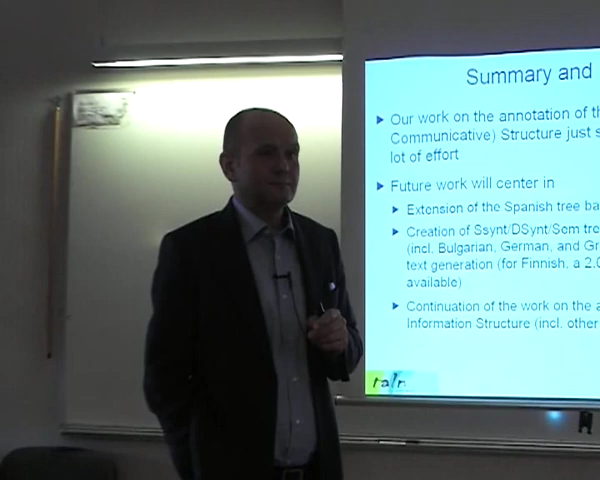 Summary and
Our work on the annotation of th
Communicative) Structure just s
lot of effort
Future work will center in
Extension of the Spanish tree ba
Creation of Ssynt/DSynt/Sem tre
(incl. Bulgarian, German, and Gr
text generation (for Finnish, a 2.0
available)
Continuation of the work on the a
Information Structure (incl. other
taln